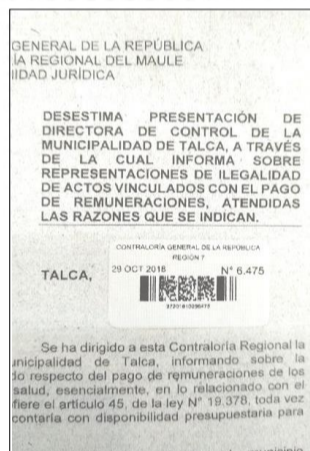 GENERAL DE LA REPÚBLICA
ÍA REGIONAL DEL MAULE
IDAD JURÍDICA
DESESTIMA PRESENTACIÓN DE
DIRECTORA DE CONTROL DE LA
MUNICIPALIDAD DE TALCA, A TRAVÉS
DE LA CUAL INFORMA SOBRE
REPRESENTACIONES DE ILEGALIDAD
DE ACTOS VINCULADOS CON EL PAGO
DE REMUNERACIONES, ATENDIDAS
LAS RAZONES QUE SE INDICAN.
CONTRALORÍA GENERAL DE LA REPÚBLICA
REGIÓN 7
TALCA, 29 OCT 2018 N° 6.475
Se ha dirigido a esta Contraloría Regional la
unicipalidad de Talca, informando sobre la
do respecto del pago de remuneraciones de los
salud, esencialmente, en lo relacionado con el
fiere el artículo 45, de la ley N° 19.378, toda vez
contaría con disponibilidad presupuestaria para